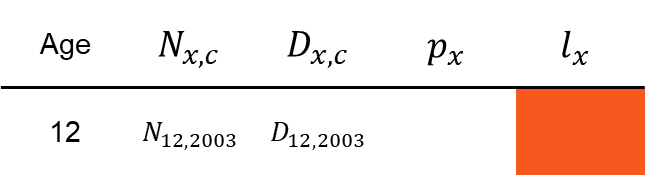 Age N_{x,c} D_{x,c} p_x l_x
12 N_{12,2003} D_{12,2003}